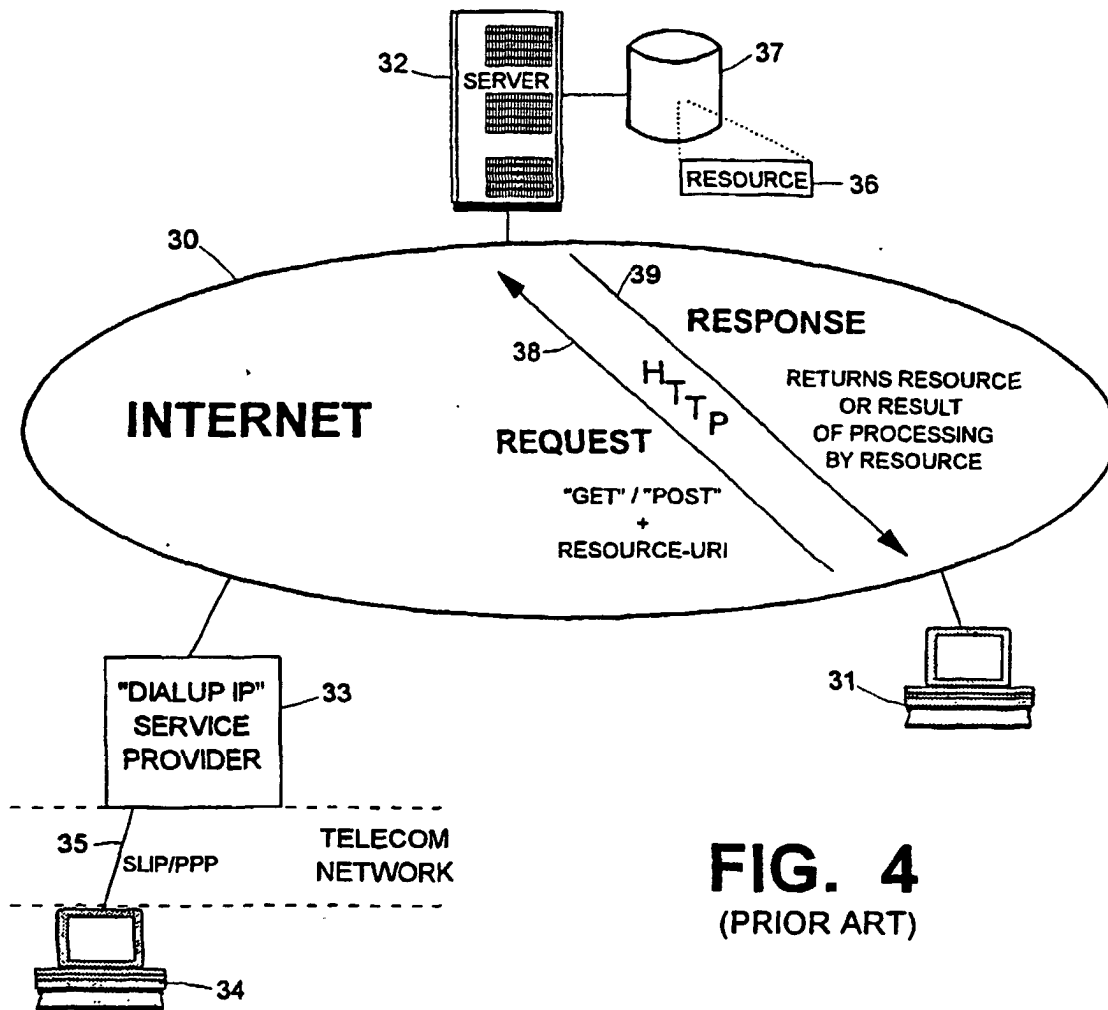 32
SERVER
37
RESOURCE
36
30
39
RESPONSE
38
HTTP
RETURNS RESOURCE
OR RESULT
OF PROCESSING
BY RESOURCE
INTERNET
REQUEST
"GET" / "POST"
+
RESOURCE-URI
"DIALUP IP"
SERVICE
PROVIDER
33
31
35
SLIP/PPP
TELECOM
NETWORK
34
FIG. 4
(PRIOR ART)